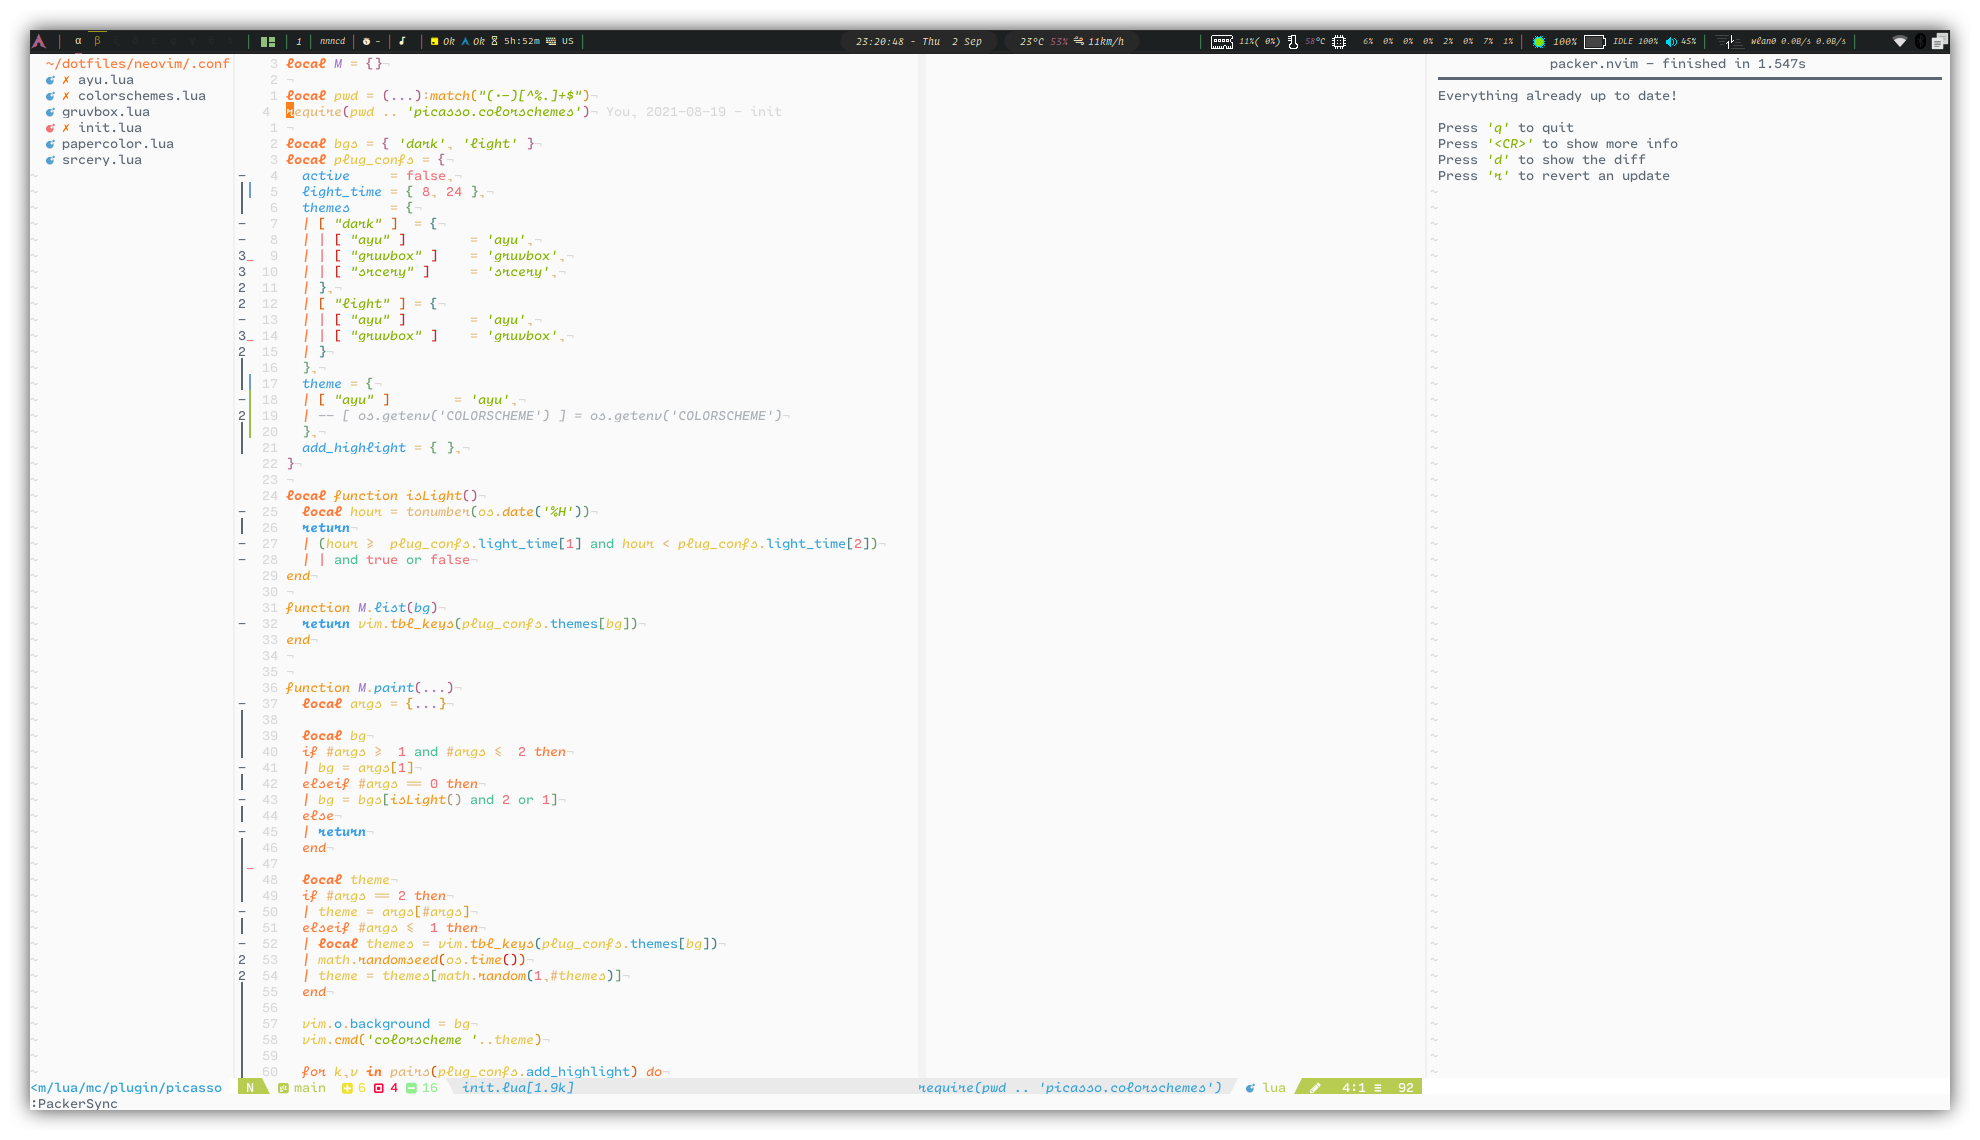 α β 1 nnncd - Ok Ok 5h:52m US 23:20:48 - Thu 2 Sep 23°C 53% 11km/h 11%( 0%) 58°C 6% 0% 0% 0% 2% 0% 7% 1% 100% IDLE 100% 45% wlan0 0.0B/s 0.0B/s
~/dotfiles/neovim/.conf
✗ ayu.lua
✗ colorschemes.lua
gruvbox.lua
✗ init.lua
papercolor.lua
srcery.lua
3 local M = {}¬
2 ¬
1 local pwd = (...):match("(.-)[^%.]+$")¬
4 require(pwd .. 'picasso.colorschemes')¬ You, 2021-08-19 - init
1 ¬
2 local bgs = { 'dark', 'light' }¬
3 local plug_confs = {¬
– 4 active = false,¬
5 light_time = { 8, 24 },¬
6 themes = {¬
– 7 | [ "dark" ] = {¬
– 8 | | [ "ayu" ] = 'ayu',¬
3_ 9 | | [ "gruvbox" ] = 'gruvbox',¬
3 10 | | [ "srcery" ] = 'srcery',¬
2 11 | },¬
2 12 | [ "light" ] = {¬
– 13 | | [ "ayu" ] = 'ayu',¬
3_ 14 | | [ "gruvbox" ] = 'gruvbox',¬
2 15 | }¬
16 },¬
17 theme = {¬
– 18 | [ "ayu" ] = 'ayu',¬
2 19 | -- [ os.getenv('COLORSCHEME') ] = os.getenv('COLORSCHEME')¬
20 },¬
21 add_highlight = { },¬
22 }¬
23 ¬
24 local function isLight()¬
– 25 local hour = tonumber(os.date('%H'))¬
26 return¬
– 27 | (hour ≥ plug_confs.light_time[1] and hour < plug_confs.light_time[2])¬
– 28 | | and true or false¬
29 end¬
30 ¬
31 function M.list(bg)¬
– 32 return vim.tbl_keys(plug_confs.themes[bg])¬
33 end¬
34 ¬
35 ¬
36 function M.paint(...)¬
– 37 local args = {...}¬
38
39 local bg¬
40 if #args ≥ 1 and #args ≤ 2 then¬
– 41 | bg = args[1]¬
42 elseif #args == 0 then¬
– 43 | bg = bgs[isLight() and 2 or 1]¬
44 else¬
– 45 | return¬
46 end¬
47
48 local theme¬
49 if #args == 2 then¬
– 50 | theme = args[#args]¬
51 elseif #args ≤ 1 then¬
– 52 | local themes = vim.tbl_keys(plug_confs.themes[bg])¬
2 53 | math.randomseed(os.time())¬
2 54 | theme = themes[math.random(1,#themes)]¬
55 end¬
56
57 vim.o.background = bg¬
58 vim.cmd('colorscheme '..theme)¬
59
60 for k,v in pairs(plug_confs.add_highlight) do¬
packer.nvim - finished in 1.547s
Everything already up to date!
Press 'q' to quit
Press '<CR>' to show more info
Press 'd' to show the diff
Press 'r' to revert an update
<m/lua/mc/plugin/picasso N main 6 4 16 init.lua[1.9k] require(pwd .. 'picasso.colorschemes') lua 4:1 ≡ 92
:PackerSync